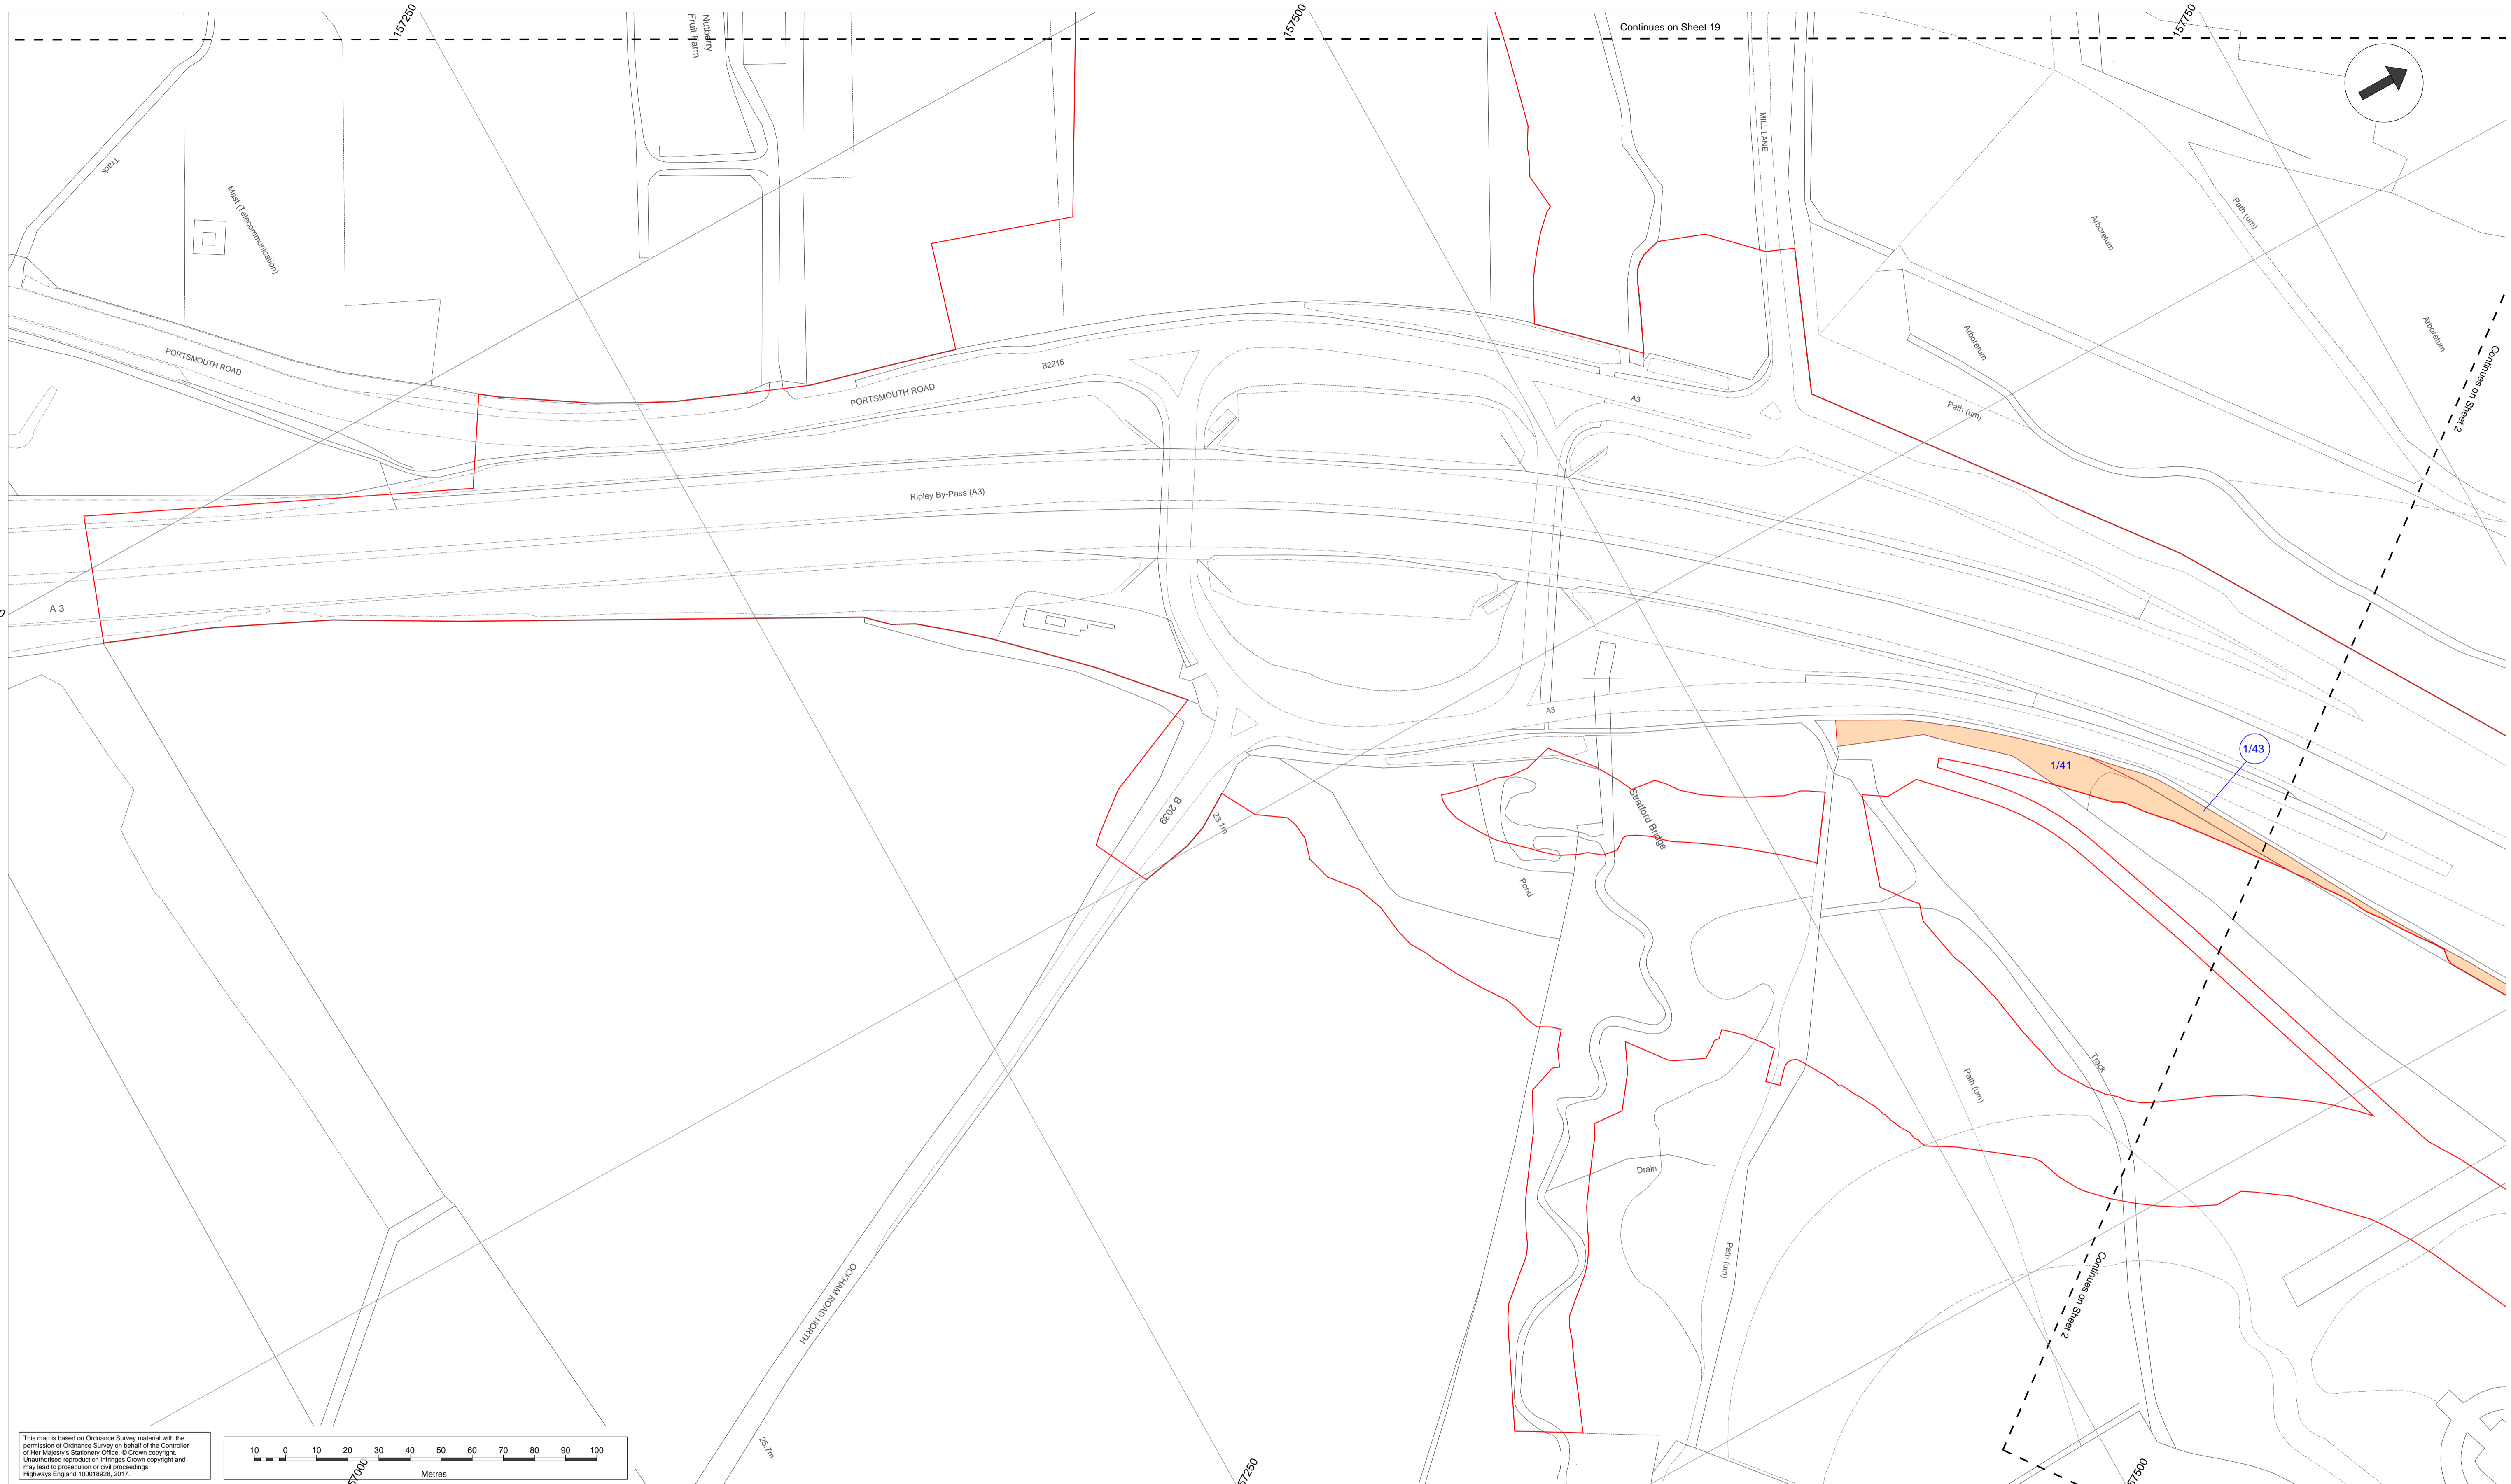 157250
157500
157750
Continues on Sheet 19
Nutberry
Fruit Farm
Track
Mast (Telecommunication)
MILL LANE
Path (um)
Arboretum
Arboretum
Arboretum
Continues on Sheet 2
PORTSMOUTH ROAD
B2215
PORTSMOUTH ROAD
A3
Path (um)
Ripley By-Pass (A3)
A 3
A3
1/43
1/41
B 2039
23.1m
Stratford Bridge
Pond
Track
Path (um)
Drain
Path (um)
Continues on Sheet 2
OCKHAM ROAD NORTH
25.7m
This map is based on Ordnance Survey material with the
permission of Ordnance Survey on behalf of the Controller
of Her Majesty's Stationery Office. © Crown copyright.
Unauthorised reproduction infringes Crown copyright and
may lead to prosecution or civil proceedings.
Highways England 100018928, 2017.
10 0 10 20 30 40 50 60 70 80 90 100
Metres